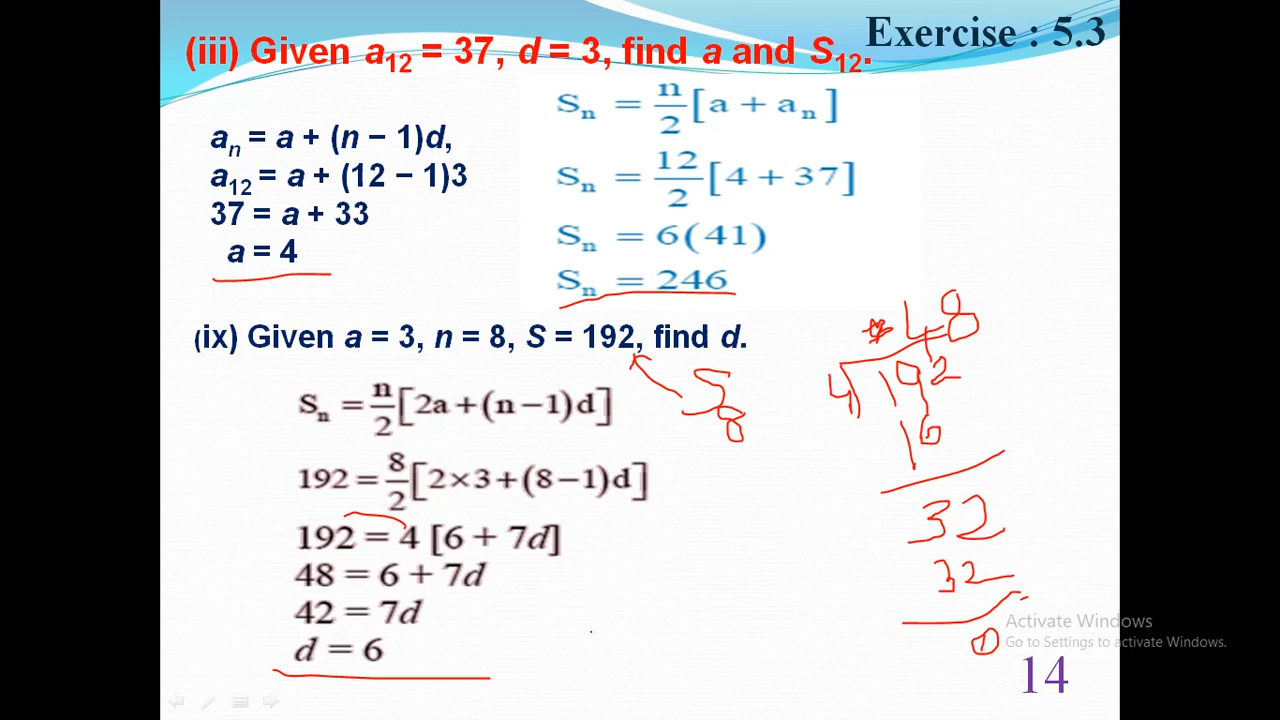 Exercise : 5.3
(iii) Given a₁₂ = 37, d = 3, find a and S₁₂.
aₙ = a + (n − 1)d,
a₁₂ = a + (12 − 1)3
37 = a + 33
a = 4
Sₙ = n/2 [a + aₙ]
Sₙ = 12/2 [4 + 37]
Sₙ = 6(41)
Sₙ = 246
(ix) Given a = 3, n = 8, S = 192, find d.
Sₙ = n/2 [2a + (n − 1)d]
192 = 8/2 [2×3 + (8 − 1)d]
192 = 4 [6 + 7d]
48 = 6 + 7d
42 = 7d
d = 6
S₈
48
4 192
16
32
32
0
Activate Windows
Go to Settings to activate Windows.
14